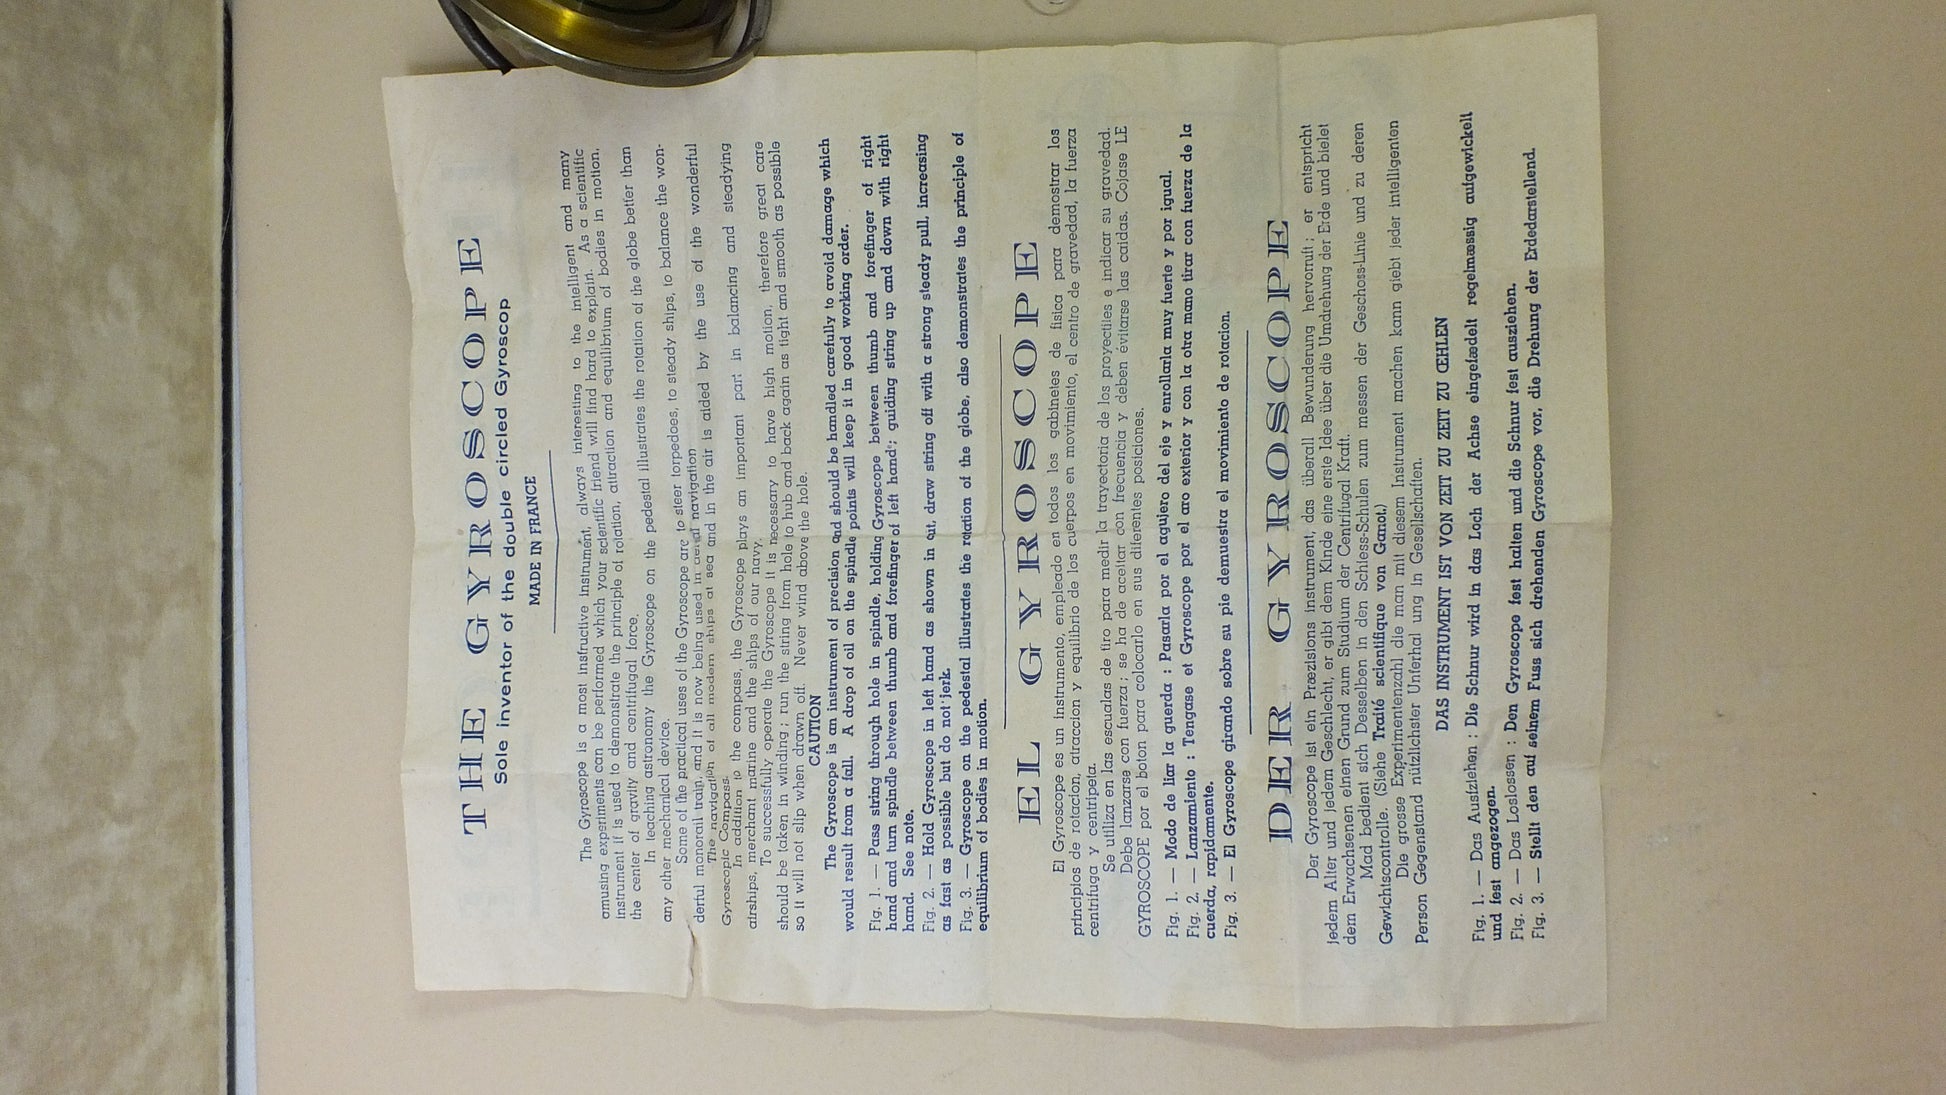 THE GYROSCOPE
Sole inventor of the double circled Gyroscop
MADE IN FRANCE
The Gyroscope is a most instructive instrument, always interesting to the intelligent and many
amusing experiments can be performed which your scientific friend will find hard to explain. As a scientific
instrument it is used to demonstrate the principle of rotation, attraction and equilibrium of bodies in motion,
the center of gravity and centrifugal force.
In teaching astronomy the Gyroscope on the pedestal illustrates the rotation of the globe better than
any other mechanical device.
Some of the practical uses of the Gyroscope are to steer torpedoes, to steady ships, to balance the won-
derful monorail train, and it is now being used in aerial navigation
The navigation of all modern ships at sea and in the air is aided by the use of the wonderful
Gyroscopic Compass.
In addition to the compass, the Gyroscope plays an important part in balancing and steadying
airships, merchant marine and the ships of our navy.
To successfully operate the Gyroscope it is necessary to have high motion, therefore great care
should be taken in winding ; run the string from hole to hub and back again as tight and smooth as possible
so it will not slip when drawn off. Never wind above the hole.
CAUTION
The Gyroscope is an instrument of precision and should be handled carefully to avoid damage which
would result from a fall. A drop of oil on the spindle points will keep it in good working order.
Fig. 1. — Pass string through hole in spindle, holding Gyroscope between thumb and forefinger of right
hand and turn spindle between thumb and forefinger of left hand ; guiding string up and down with right
hand. See note.
Fig. 2. — Hold Gyroscope in left hand as shown in cut, draw string off with a strong steady pull, increasing
as fast as possible but do not jerk.
Fig. 3. — Gyroscope on the pedestal illustrates the rotation of the globe, also demonstrates the principle of
equilibrium of bodies in motion.
EL GYROSCOPE
El Gyroscope es un instrumento, empleado en todos los gabinetes de fisica para demostrar los
principios de rotacion, atraccion y equilibrio de los cuerpos en movimiento, el centro de gravedad, la fuerza
centrifuga y centripeta.
Se utiliza en las escuelas de tiro para medir la trayectoria de los proyectiles e indicar su gravedad.
Debe lanzarse con fuerza ; se ha de aceitar con frecuencia y deben évitarse las caidas. Cojase LE
GYROSCOPE por el boton para colocarlo en sus diferentes posiciones.
Fig. 1. — Modo de liar la guerda : Pasarla por el agujero del eje y enrollarla muy fuerte y por igual.
Fig. 2. — Lanzamiento : Tengase et Gyroscope por el aro exterior y con la otra mano tirar con fuerza de la
cuerda, rapidamente.
Fig. 3. — El Gyroscope girando sobre su pie demuestra el movimiento de rotacion.
DER GYROSCOPE
Der Gyroscope ist ein Præzisions instrument, das überall Bewunderung hervorruft ; er entspricht
jedem Alter und jedem Geschlecht, er gibt dem Kinde eine erste Idee über die Umdrehung der Erde und bielet
dem Erwachsenen einen Grund zum Studium der Centrifugal Kraft.
Mad bedient sich Desselben in den Schless-Schulen zum messen der Geschoss-Linie und zu deren
Gewichtscontrolle. (Siehe Traité scientifique von Ganot.)
Die grosse Experimentenzahl die man mit diesem Instrument machen kann giebt jeder intelligenten
Person Gegenstand nützlichster Unferhal ung in Gesellschaften.
DAS INSTRUMENT IST VON ZEIT ZU ZEIT ZU ŒHLEN
Fig. 1. — Das Aufziehen : Die Schnur wird in das Loch der Achse eingefædelt regelmæssig aufgewickelt
und fest angezogen.
Fig. 2. — Das Loslossen : Den Gyroscope fest halten und die Schnur fest ausziehen.
Fig. 3. — Stellt den auf seinem Fuss sich drehenden Gyroscope vor, die Drehung der Erdedarstellend.